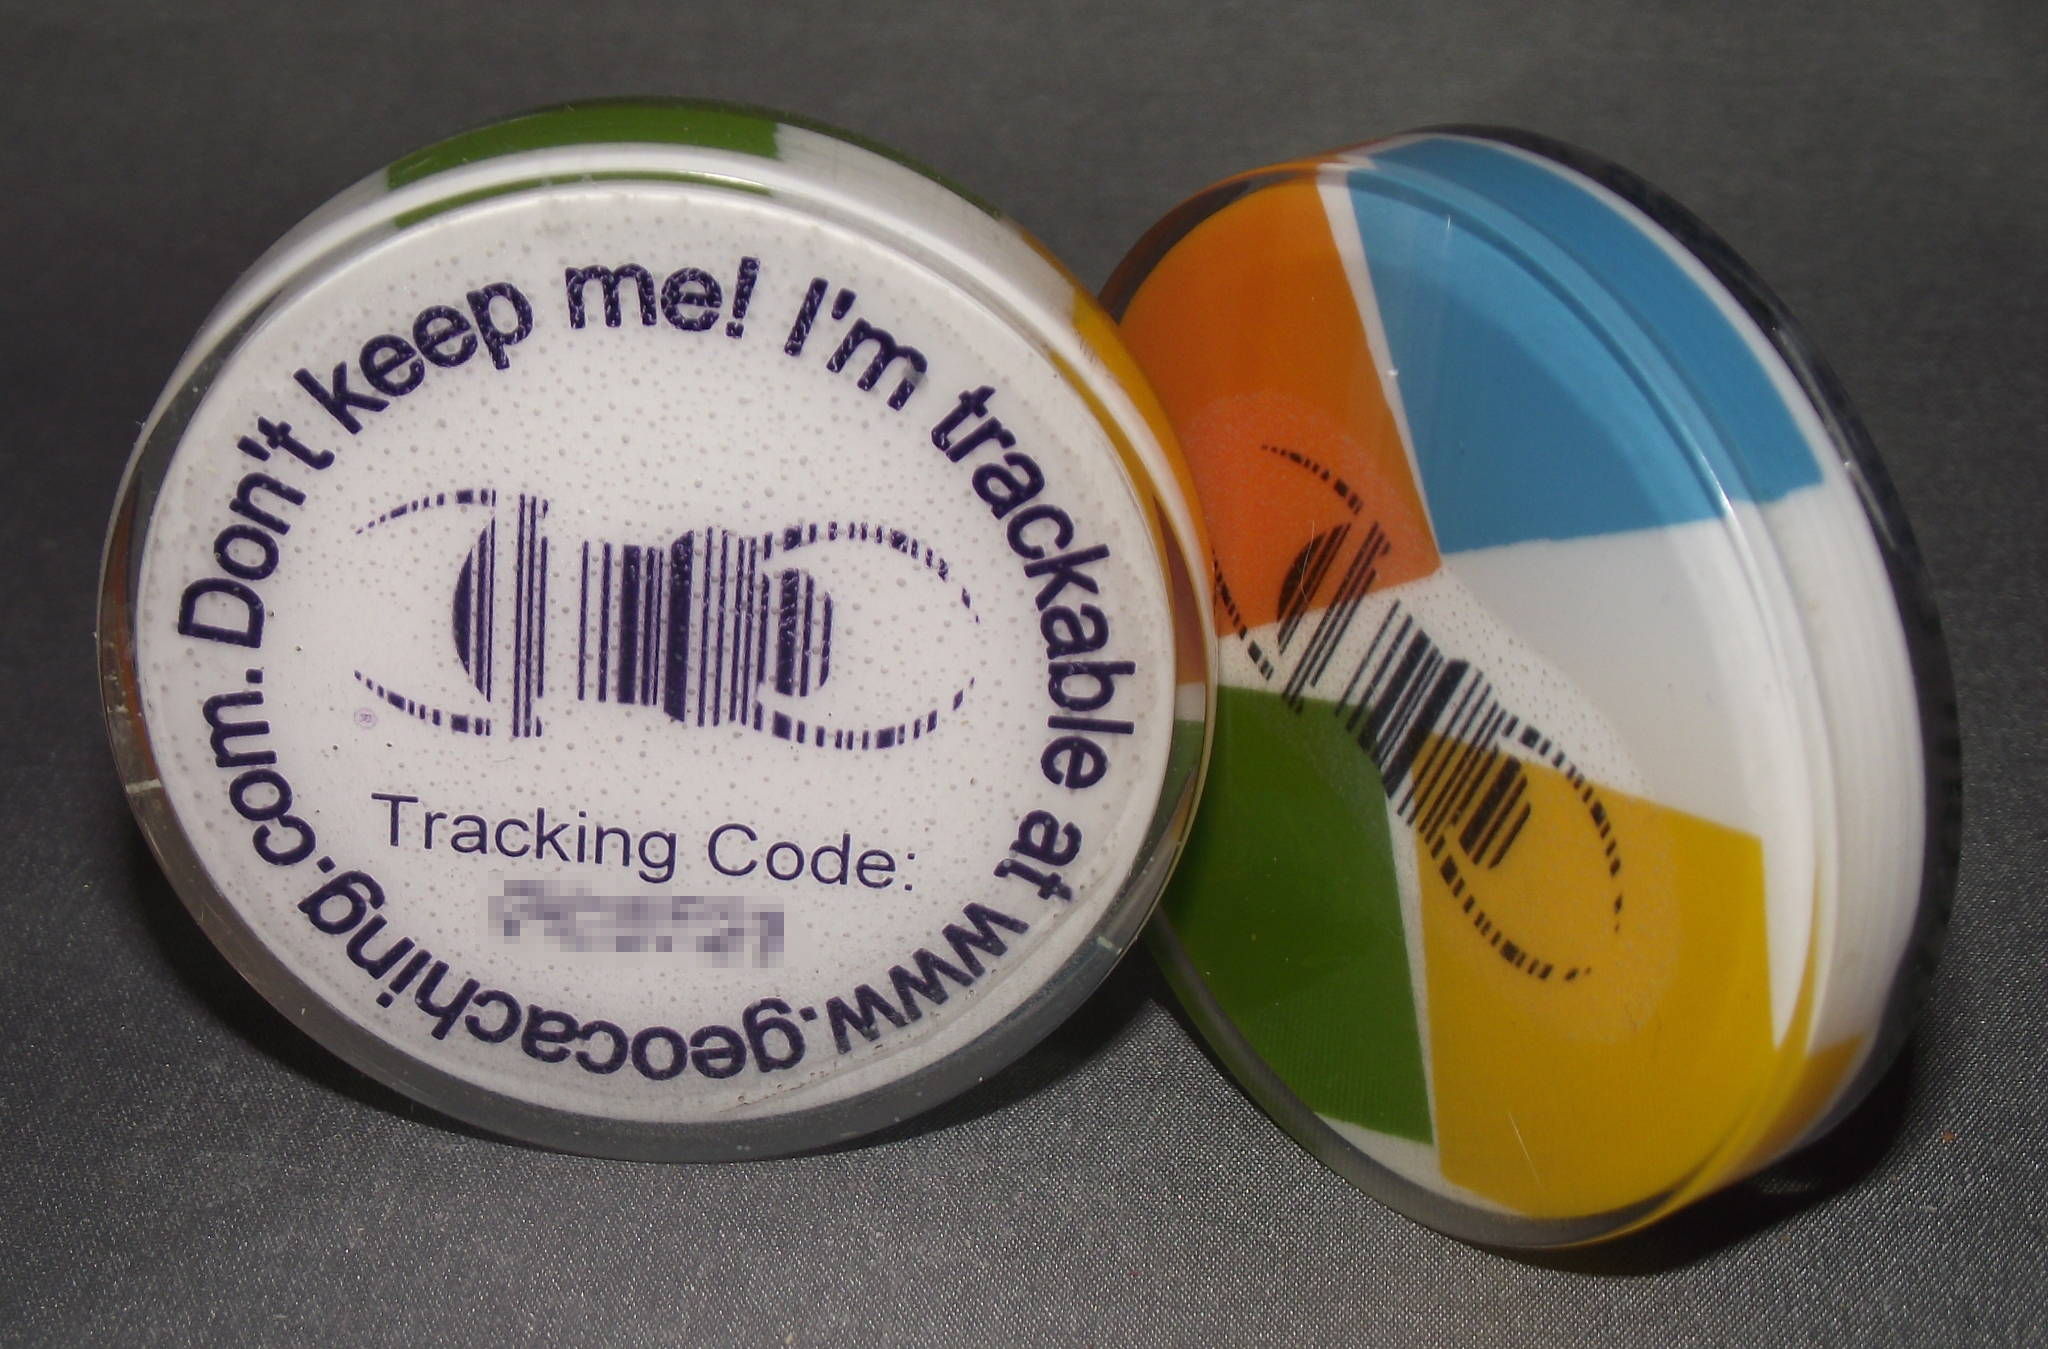 Don't keep me! I'm trackable at www.geocaching.com.
®
Tracking Code: